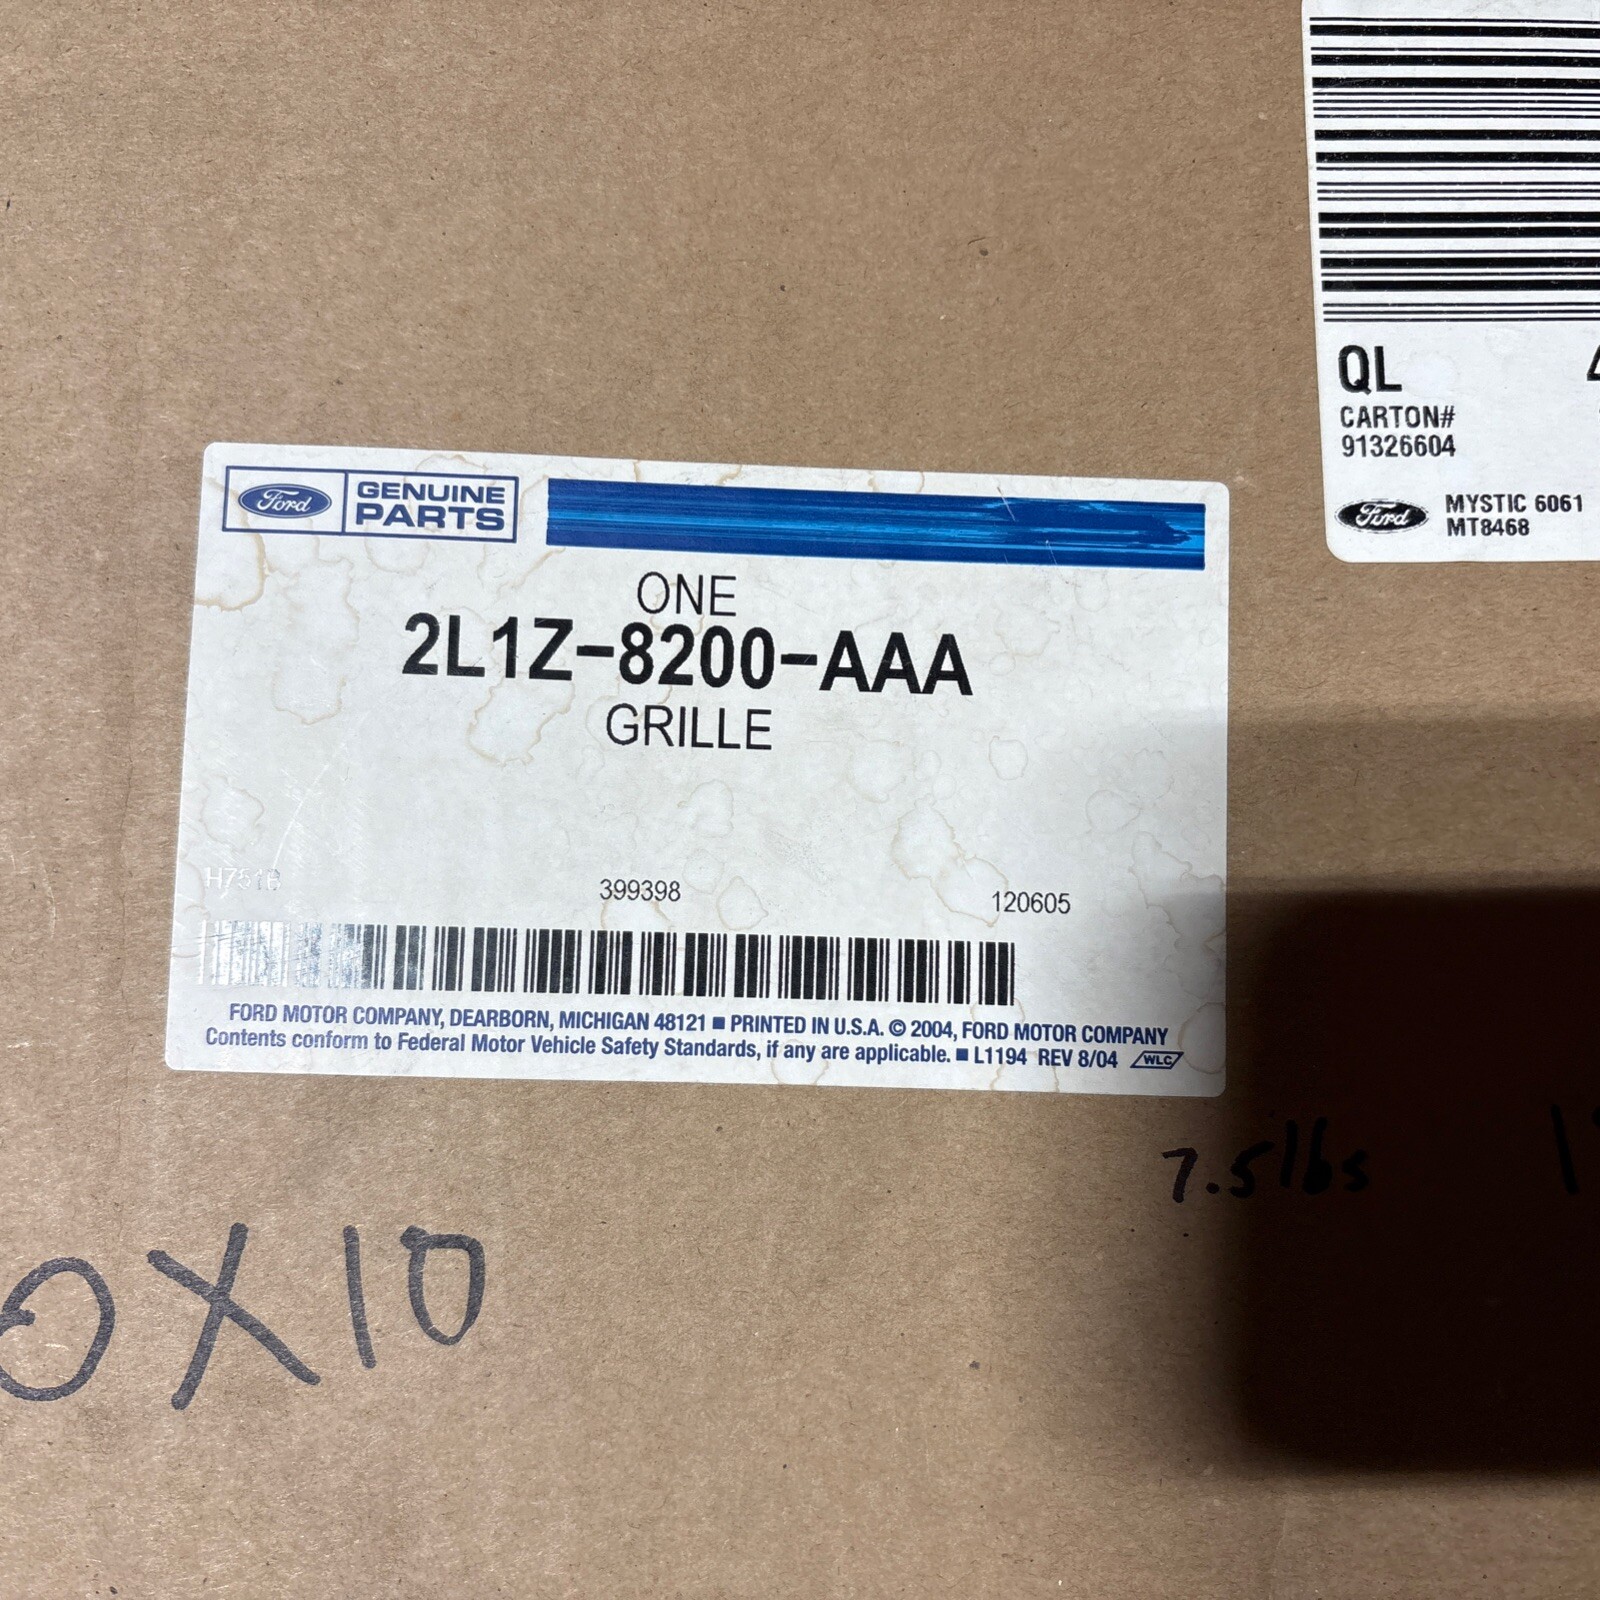 QL
CARTON#
91326604
Ford
MYSTIC 6061
MT8468
Ford
GENUINE
PARTS
ONE
2L1Z-8200-AAA
GRILLE
H751B
399398
120605
FORD MOTOR COMPANY, DEARBORN, MICHIGAN 48121 ■ PRINTED IN U.S.A. © 2004, FORD MOTOR COMPANY
Contents conform to Federal Motor Vehicle Safety Standards, if any are applicable. ■ L1194 REV 8/04 WLC
7.5lbs
0X10